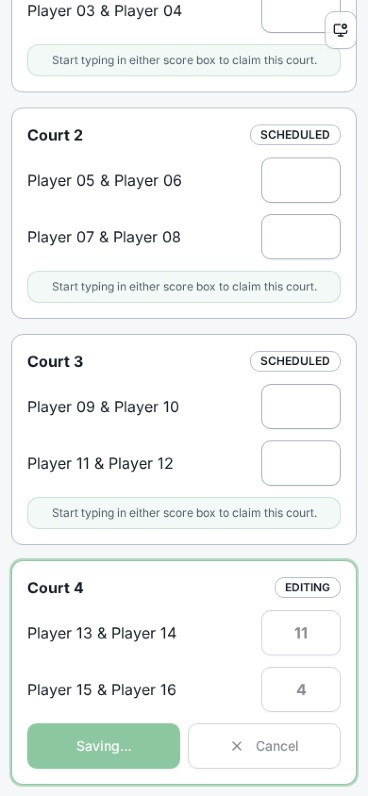 Player 03 & Player 04
Start typing in either score box to claim this court.
Court 2
SCHEDULED
Player 05 & Player 06
Player 07 & Player 08
Start typing in either score box to claim this court.
Court 3
SCHEDULED
Player 09 & Player 10
Player 11 & Player 12
Start typing in either score box to claim this court.
Court 4
EDITING
Player 13 & Player 14
11
Player 15 & Player 16
4
Saving...
Cancel